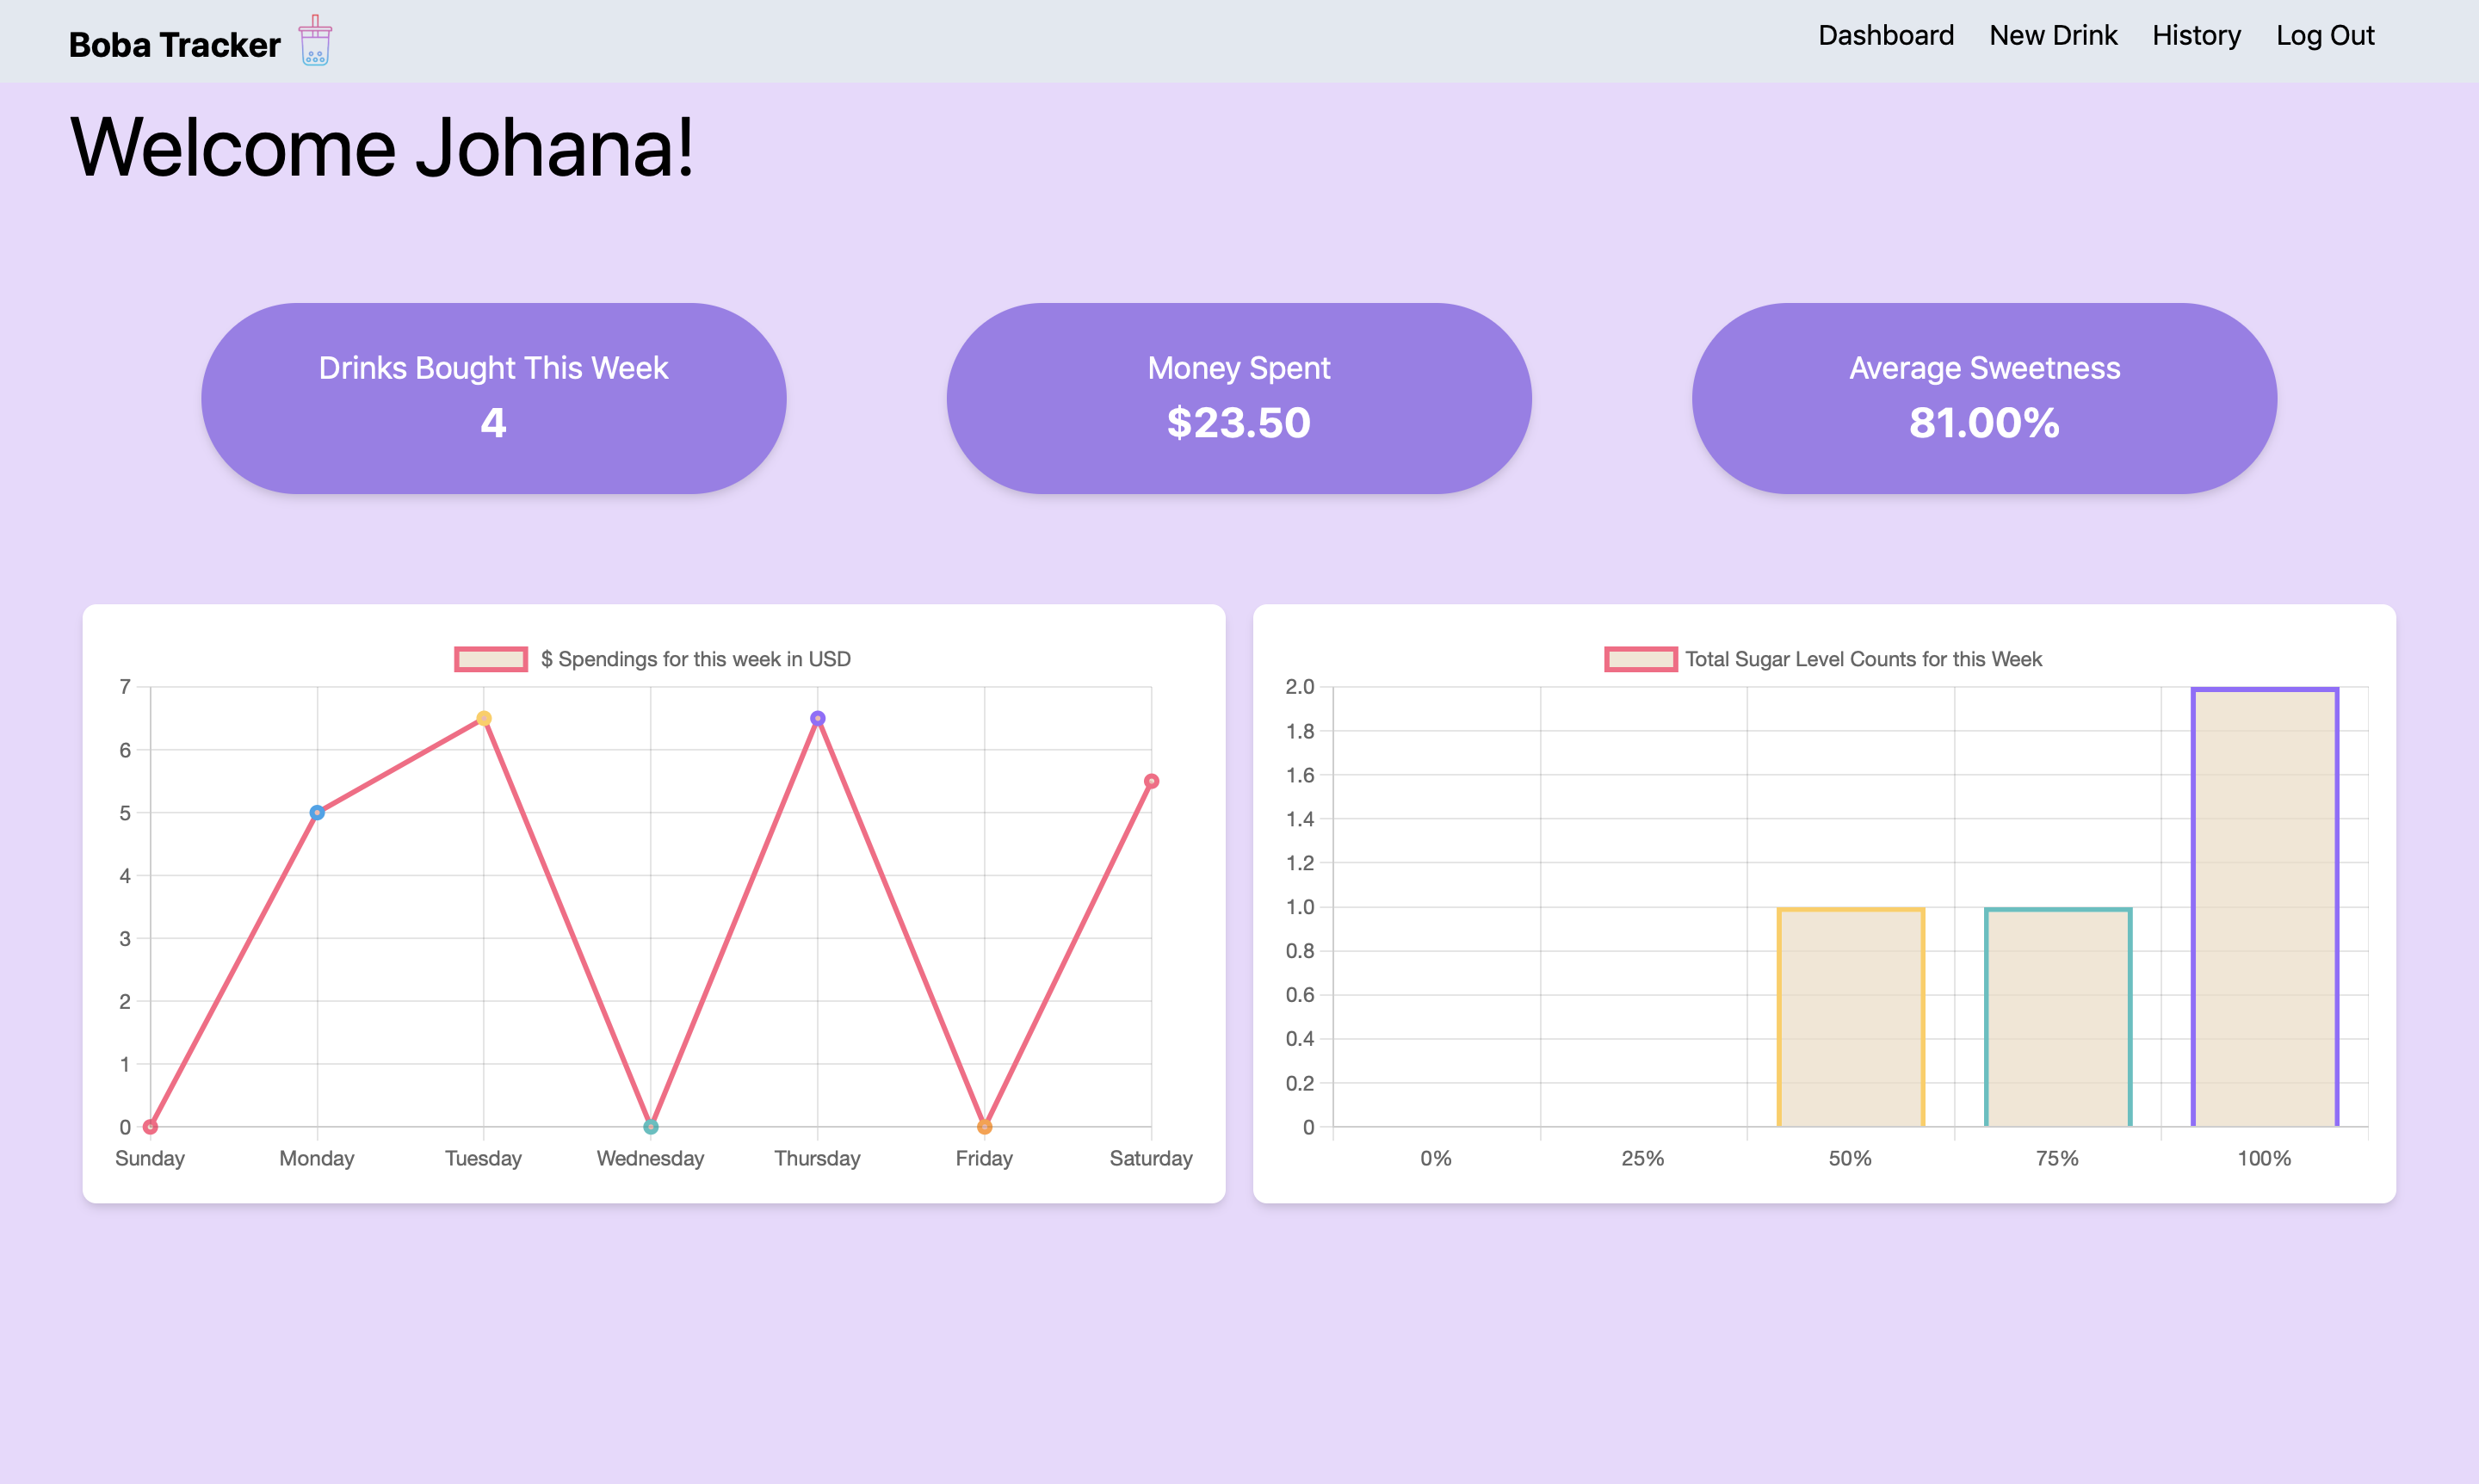 Boba Tracker
Dashboard New Drink History Log Out
Welcome Johana!
Drinks Bought This Week
4
Money Spent
$23.50
Average Sweetness
81.00%
$ Spendings for this week in USD
7
6
5
4
3
2
1
0
Sunday Monday Tuesday Wednesday Thursday Friday Saturday
Total Sugar Level Counts for this Week
2.0
1.8
1.6
1.4
1.2
1.0
0.8
0.6
0.4
0.2
0
0% 25% 50% 75% 100%